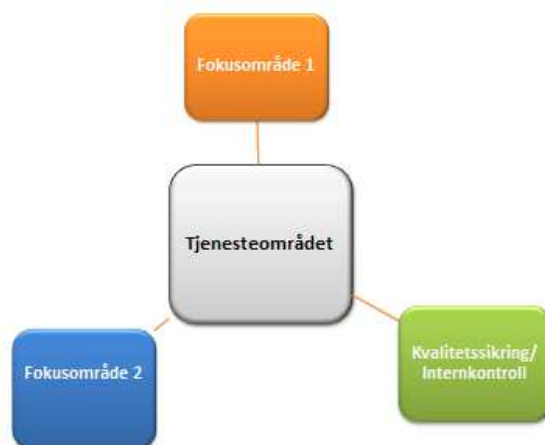 Fokusområde 1
Tjenesteområdet
Fokusområde 2
Kvalitetssikring/
Internkontroll